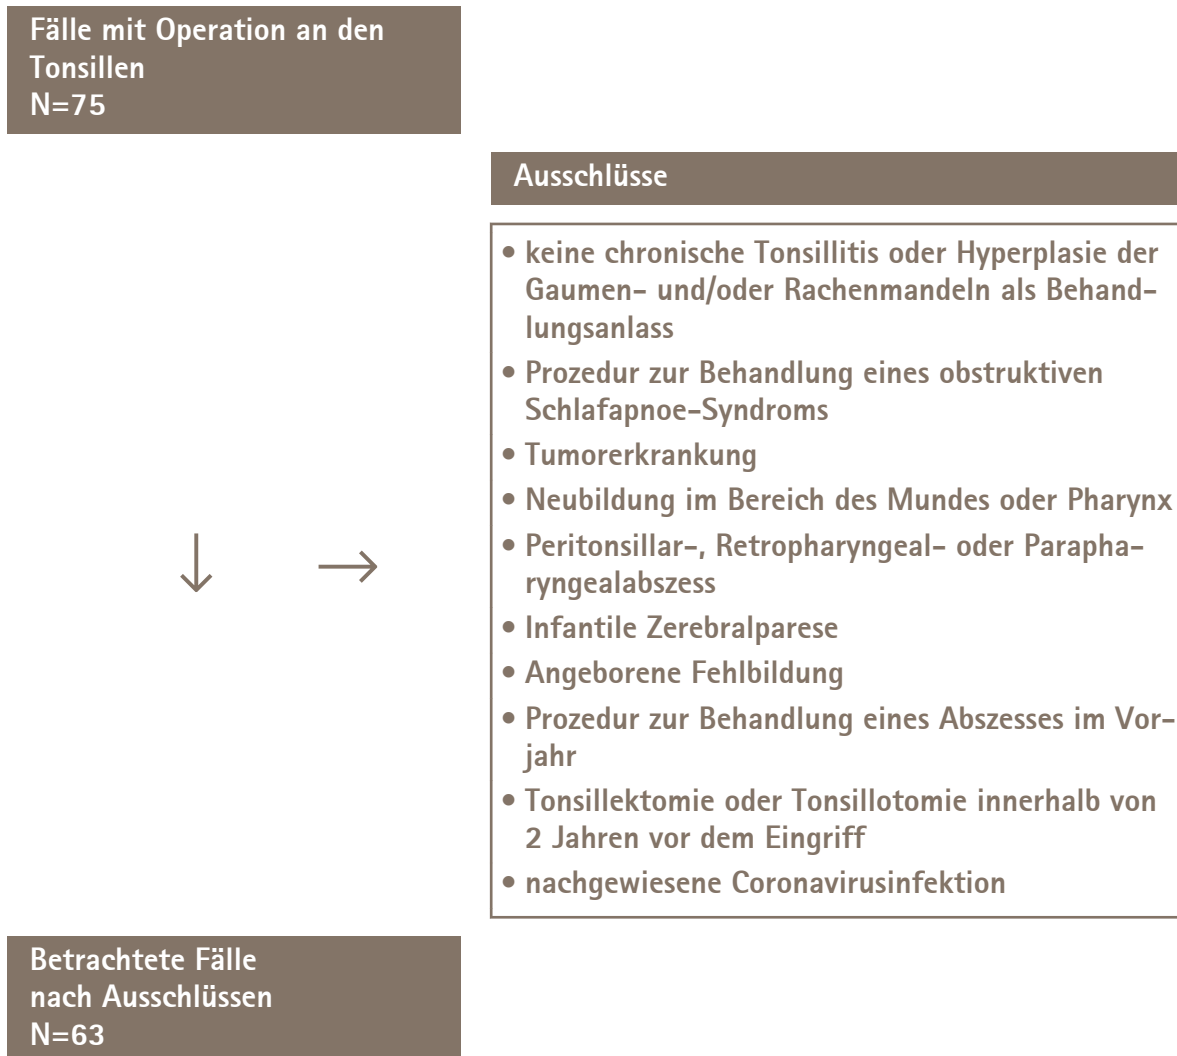 Fälle mit Operation an den
Tonsillen
N=75
Ausschlüsse
• keine chronische Tonsillitis oder Hyperplasie der
Gaumen- und/oder Rachenmandeln als Behand-
lungsanlass
• Prozedur zur Behandlung eines obstruktiven
Schlafapnoe-Syndroms
• Tumorerkrankung
• Neubildung im Bereich des Mundes oder Pharynx
• Peritonsillar-, Retropharyngeal- oder Parapha-
ryngealabszess
• Infantile Zerebralparese
• Angeborene Fehlbildung
• Prozedur zur Behandlung eines Abszesses im Vor-
jahr
• Tonsillektomie oder Tonsillotomie innerhalb von
2 Jahren vor dem Eingriff
• nachgewiesene Coronavirusinfektion
Betrachtete Fälle
nach Ausschlüssen
N=63